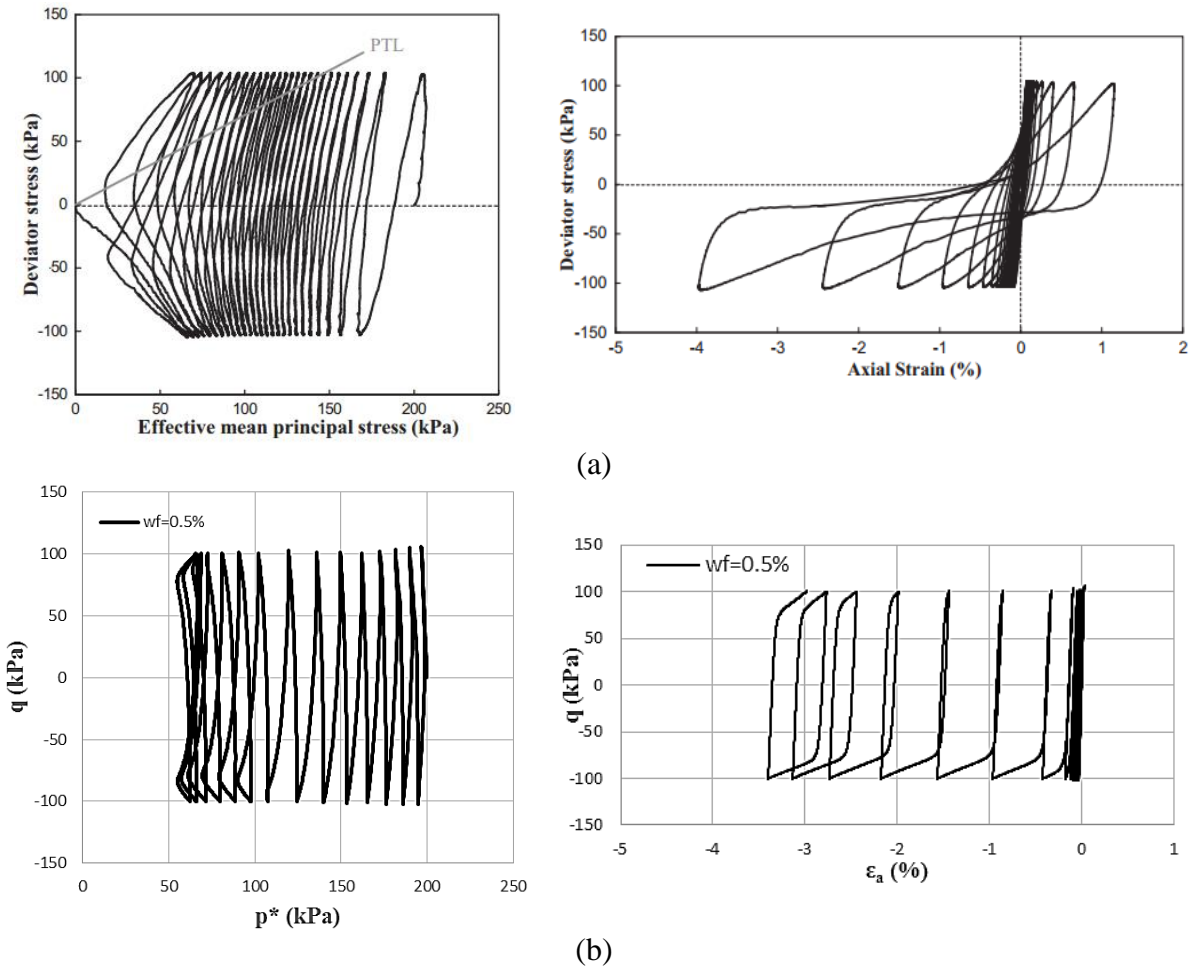 150
100
50
0
-50
-100
-150
Deviator stress (kPa)
PTL
0 50 100 150 200 250
Effective mean principal stress (kPa)
150
100
50
0
-50
-100
-150
Deviator stress (kPa)
-5 -4 -3 -2 -1 0 1 2
Axial Strain (%)
(a)
150
100
50
0
-50
-100
-150
q (kPa)
wf=0.5%
0 50 100 150 200 250
p* (kPa)
150
100
50
0
-50
-100
-150
q (kPa)
wf=0.5%
-5 -4 -3 -2 -1 0 1
εa (%)
(b)